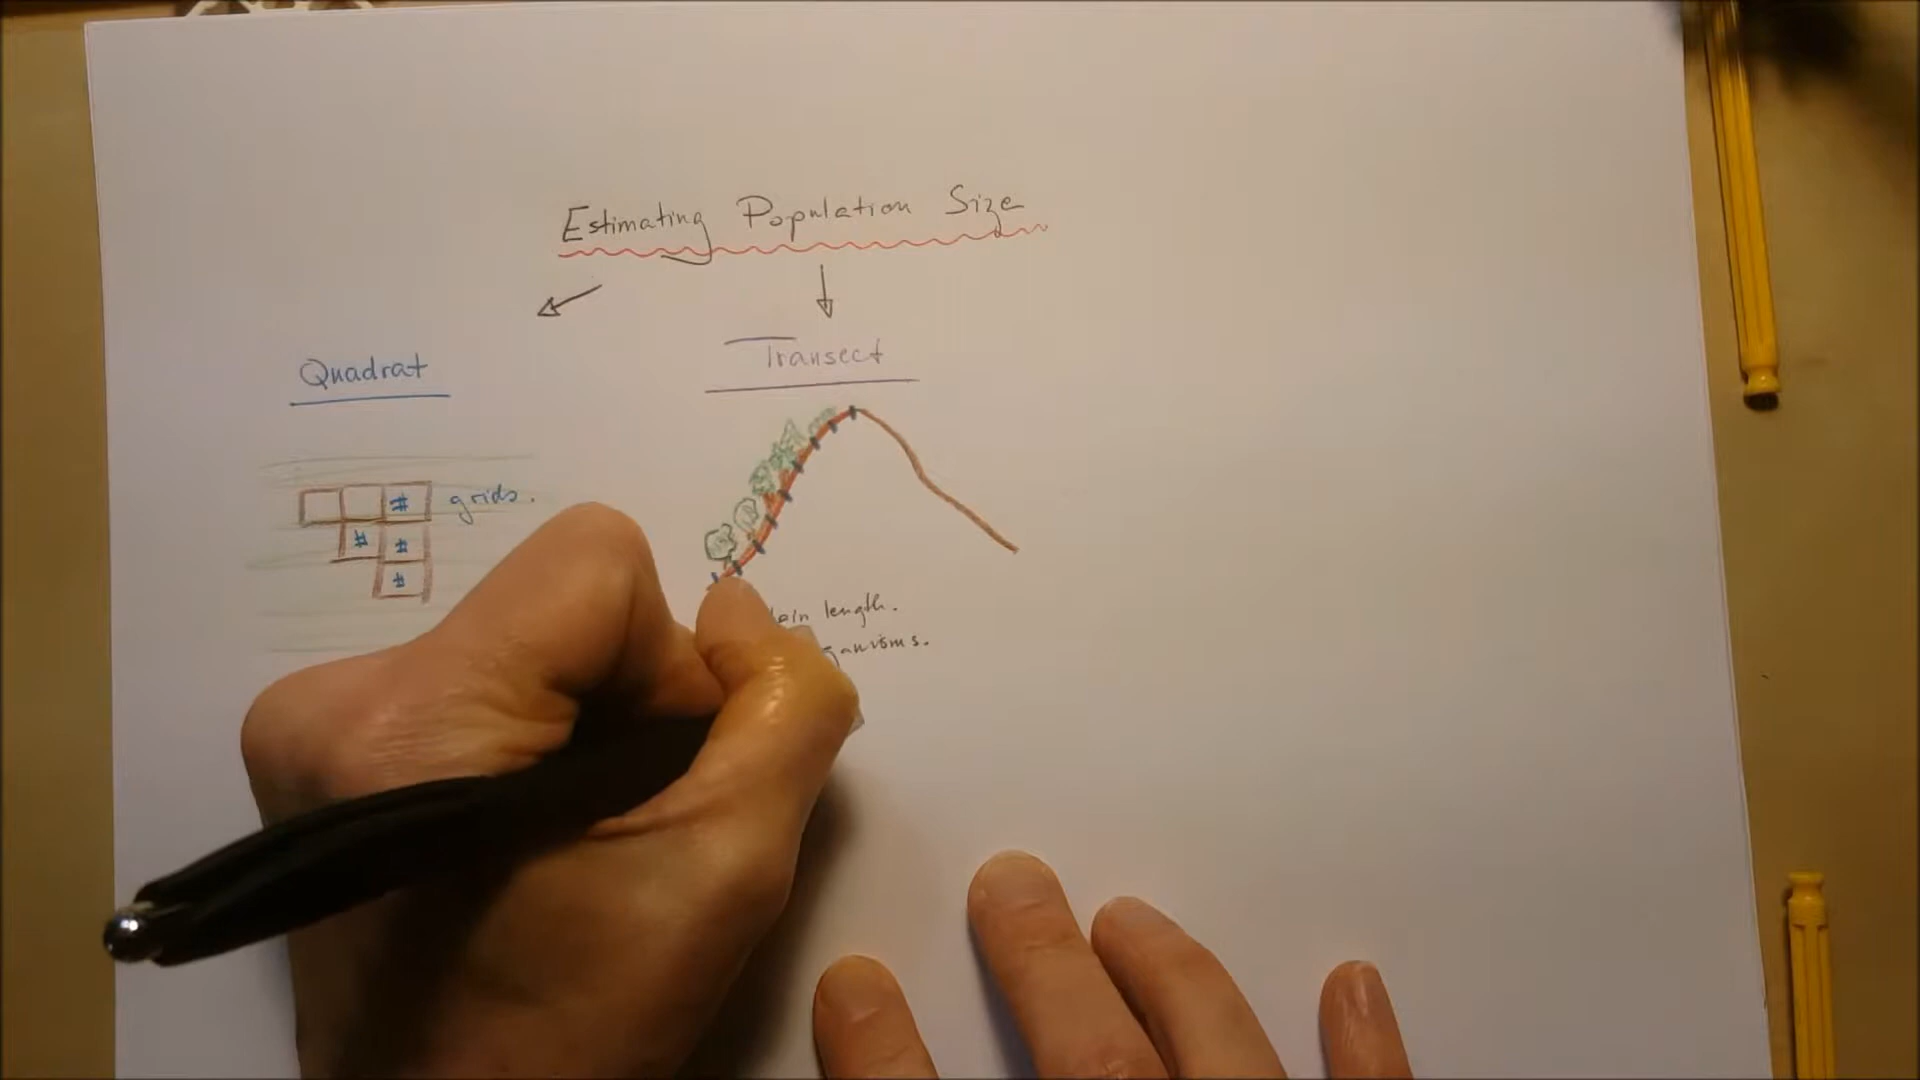 Estimating Population Size
Quadrat
Transect
# grids.
# #
#
length.